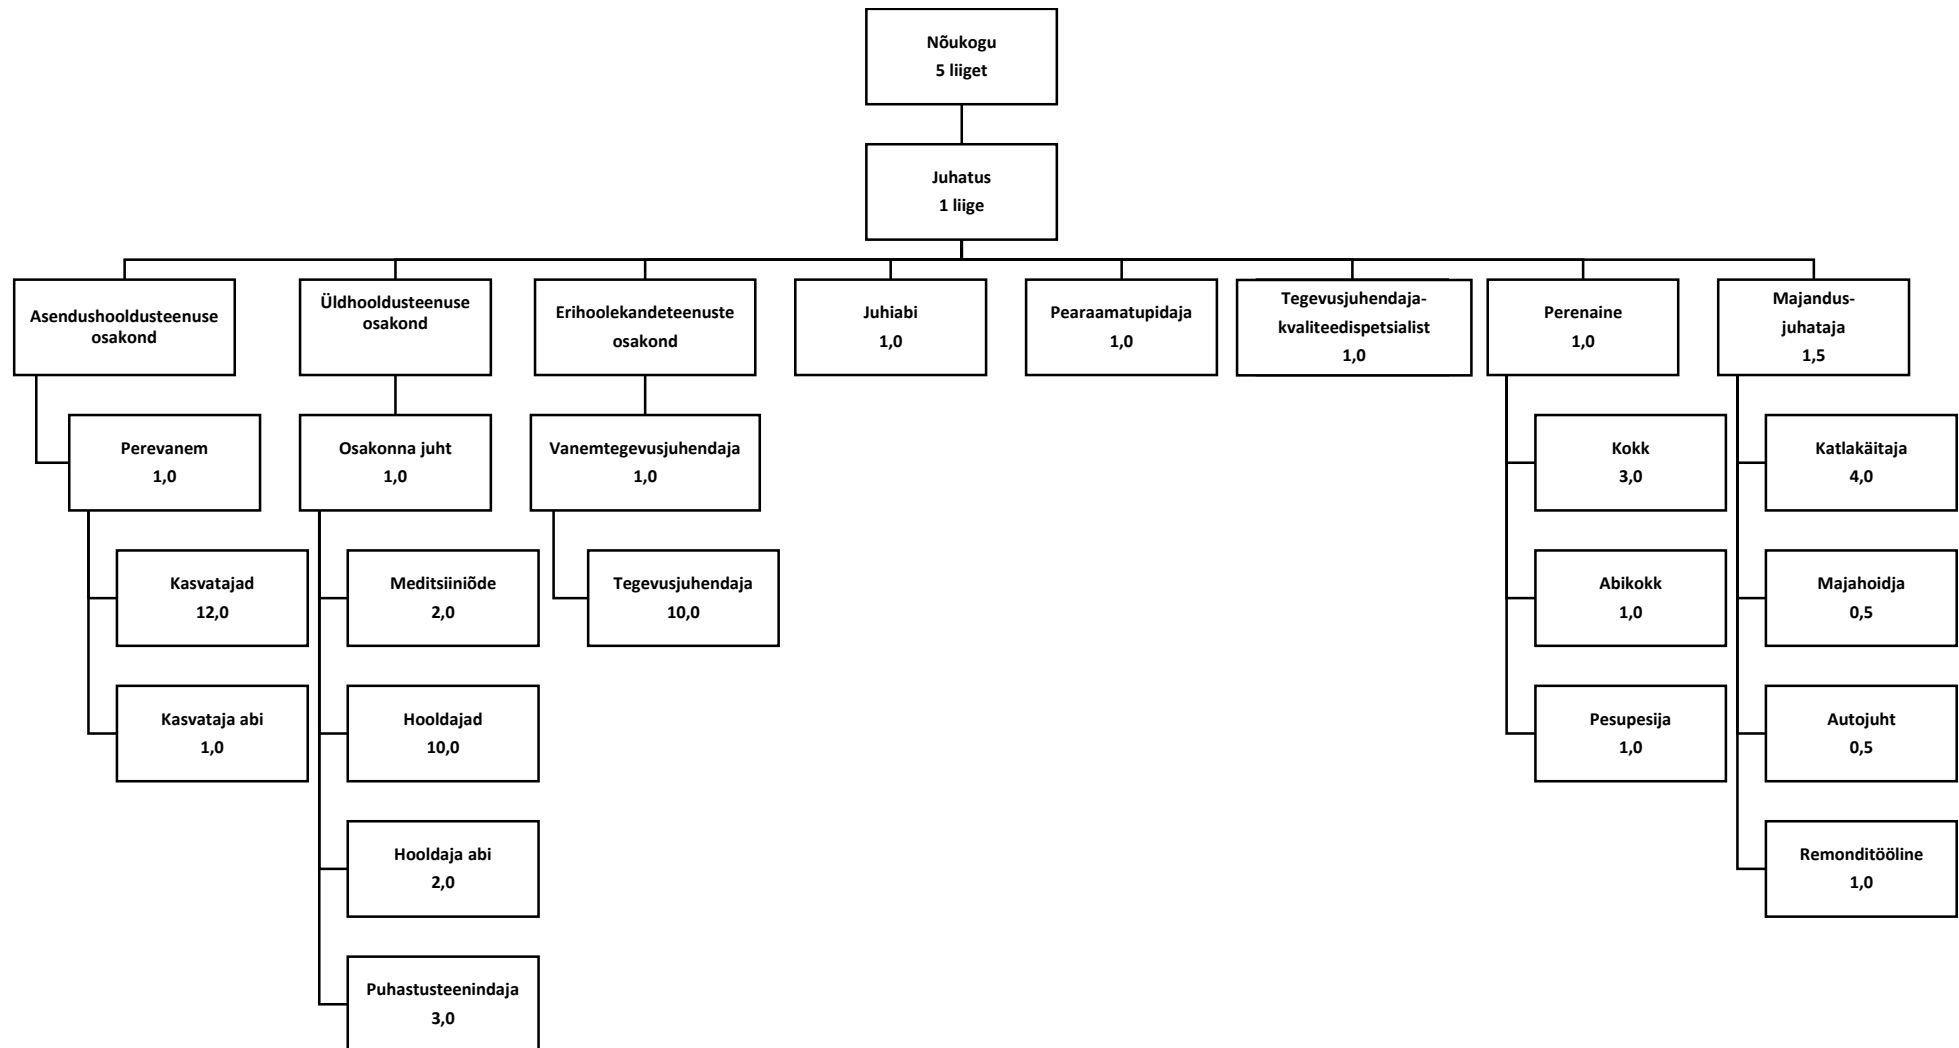 Nõukogu
5 liiget
Juhatus
1 liige
Asendushooldusteenuse
osakond
Üldhooldusteenuse
osakond
Erihoolekandeteenuste
osakond
Juhiabi
1,0
Pearaamatupidaja
1,0
Tegevusjuhendaja-
kvaliteedispetsialist
1,0
Perenaine
1,0
Majandus-
juhataja
1,5
Perevanem
1,0
Osakonna juht
1,0
Vanemtegevusjuhendaja
1,0
Kokk
3,0
Katlakäitaja
4,0
Kasvatajad
12,0
Meditsiiniõde
2,0
Tegevusjuhendaja
10,0
Abikokk
1,0
Majahoidja
0,5
Kasvataja abi
1,0
Hooldajad
10,0
Pesupesija
1,0
Autojuht
0,5
Hooldaja abi
2,0
Remonditööline
1,0
Puhastusteenindaja
3,0